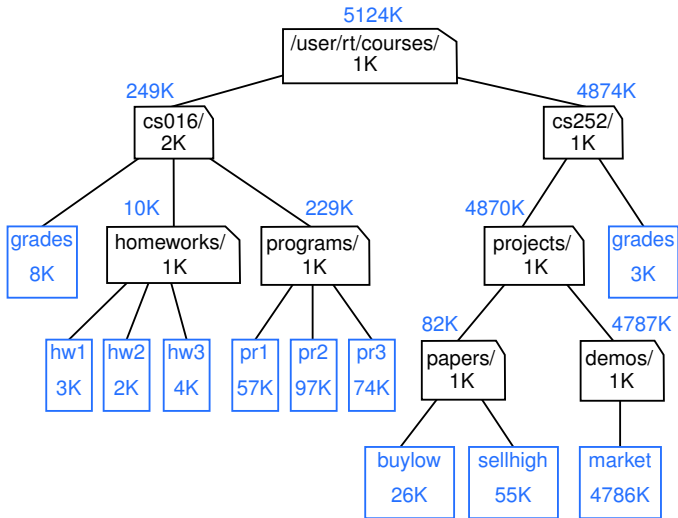 5124K
/user/rt/courses/
1K
249K
4874K
cs016/
2K
cs252/
1K
10K
229K
4870K
grades
8K
homeworks/
1K
programs/
1K
projects/
1K
grades
3K
82K
4787K
hw1
3K
hw2
2K
hw3
4K
pr1
57K
pr2
97K
pr3
74K
papers/
1K
demos/
1K
buylow
26K
sellhigh
55K
market
4786K